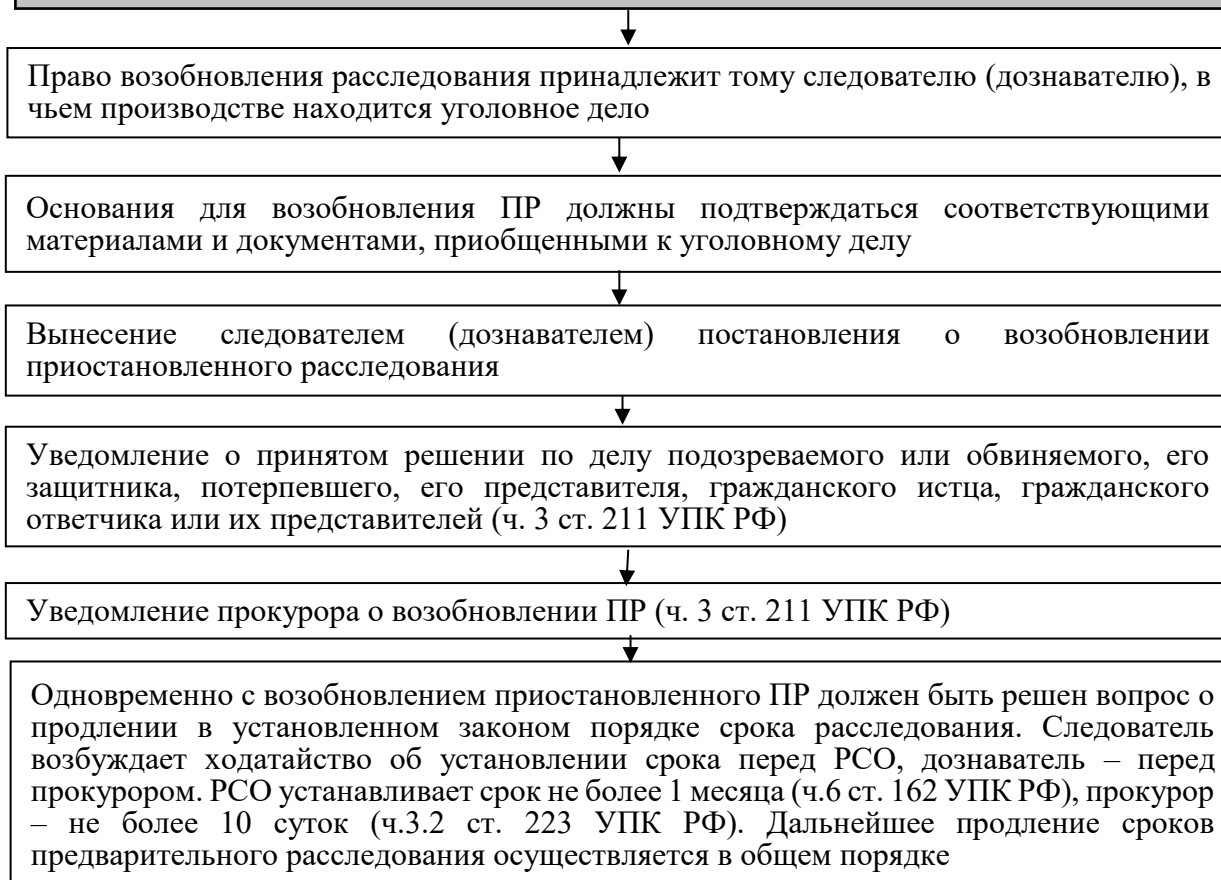 Право возобновления расследования принадлежит тому следователю (дознавателю), в
чьем производстве находится уголовное дело
Основания для возобновления ПР должны подтверждаться соответствующими
материалами и документами, приобщенными к уголовному делу
Вынесение следователем (дознавателем) постановления о возобновлении
приостановленного расследования
Уведомление о принятом решении по делу подозреваемого или обвиняемого, его
защитника, потерпевшего, его представителя, гражданского истца, гражданского
ответчика или их представителей (ч. 3 ст. 211 УПК РФ)
Уведомление прокурора о возобновлении ПР (ч. 3 ст. 211 УПК РФ)
Одновременно с возобновлением приостановленного ПР должен быть решен вопрос о
продлении в установленном законом порядке срока расследования. Следователь
возбуждает ходатайство об установлении срока перед РСО, дознаватель – перед
прокурором. РСО устанавливает срок не более 1 месяца (ч.6 ст. 162 УПК РФ), прокурор
– не более 10 суток (ч.3.2 ст. 223 УПК РФ). Дальнейшее продление сроков
предварительного расследования осуществляется в общем порядке